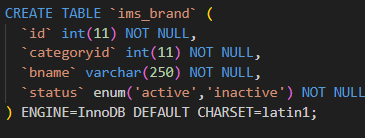 CREATE TABLE `ims_brand` (
`id` int(11) NOT NULL,
`categoryid` int(11) NOT NULL,
`bname` varchar(250) NOT NULL,
`status` enum('active','inactive') NOT NULL
) ENGINE=InnoDB DEFAULT CHARSET=latin1;